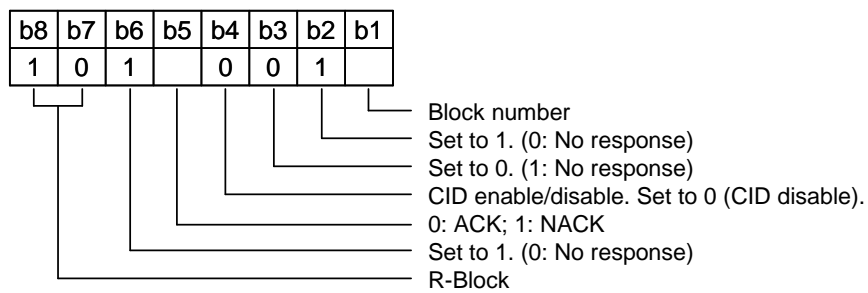 b8 b7 b6 b5 b4 b3 b2 b1
1 0 1 0 0 1
Block number
Set to 1. (0: No response)
Set to 0. (1: No response)
CID enable/disable. Set to 0 (CID disable).
0: ACK; 1: NACK
Set to 1. (0: No response)
R-Block